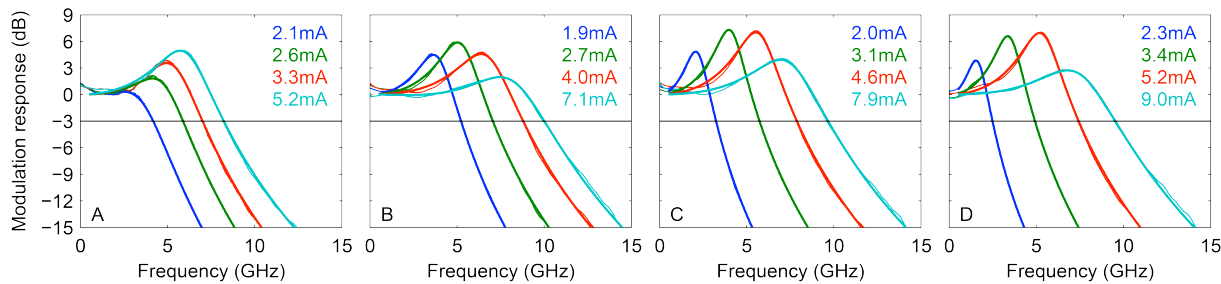 Modulation response (dB)
9
6
3
0
−3
−6
−9
−12
−15
2.1mA
2.6mA
3.3mA
5.2mA
A
0 5 10 15
Frequency (GHz)
1.9mA
2.7mA
4.0mA
7.1mA
B
0 5 10 15
Frequency (GHz)
2.0mA
3.1mA
4.6mA
7.9mA
C
0 5 10 15
Frequency (GHz)
2.3mA
3.4mA
5.2mA
9.0mA
D
0 5 10 15
Frequency (GHz)